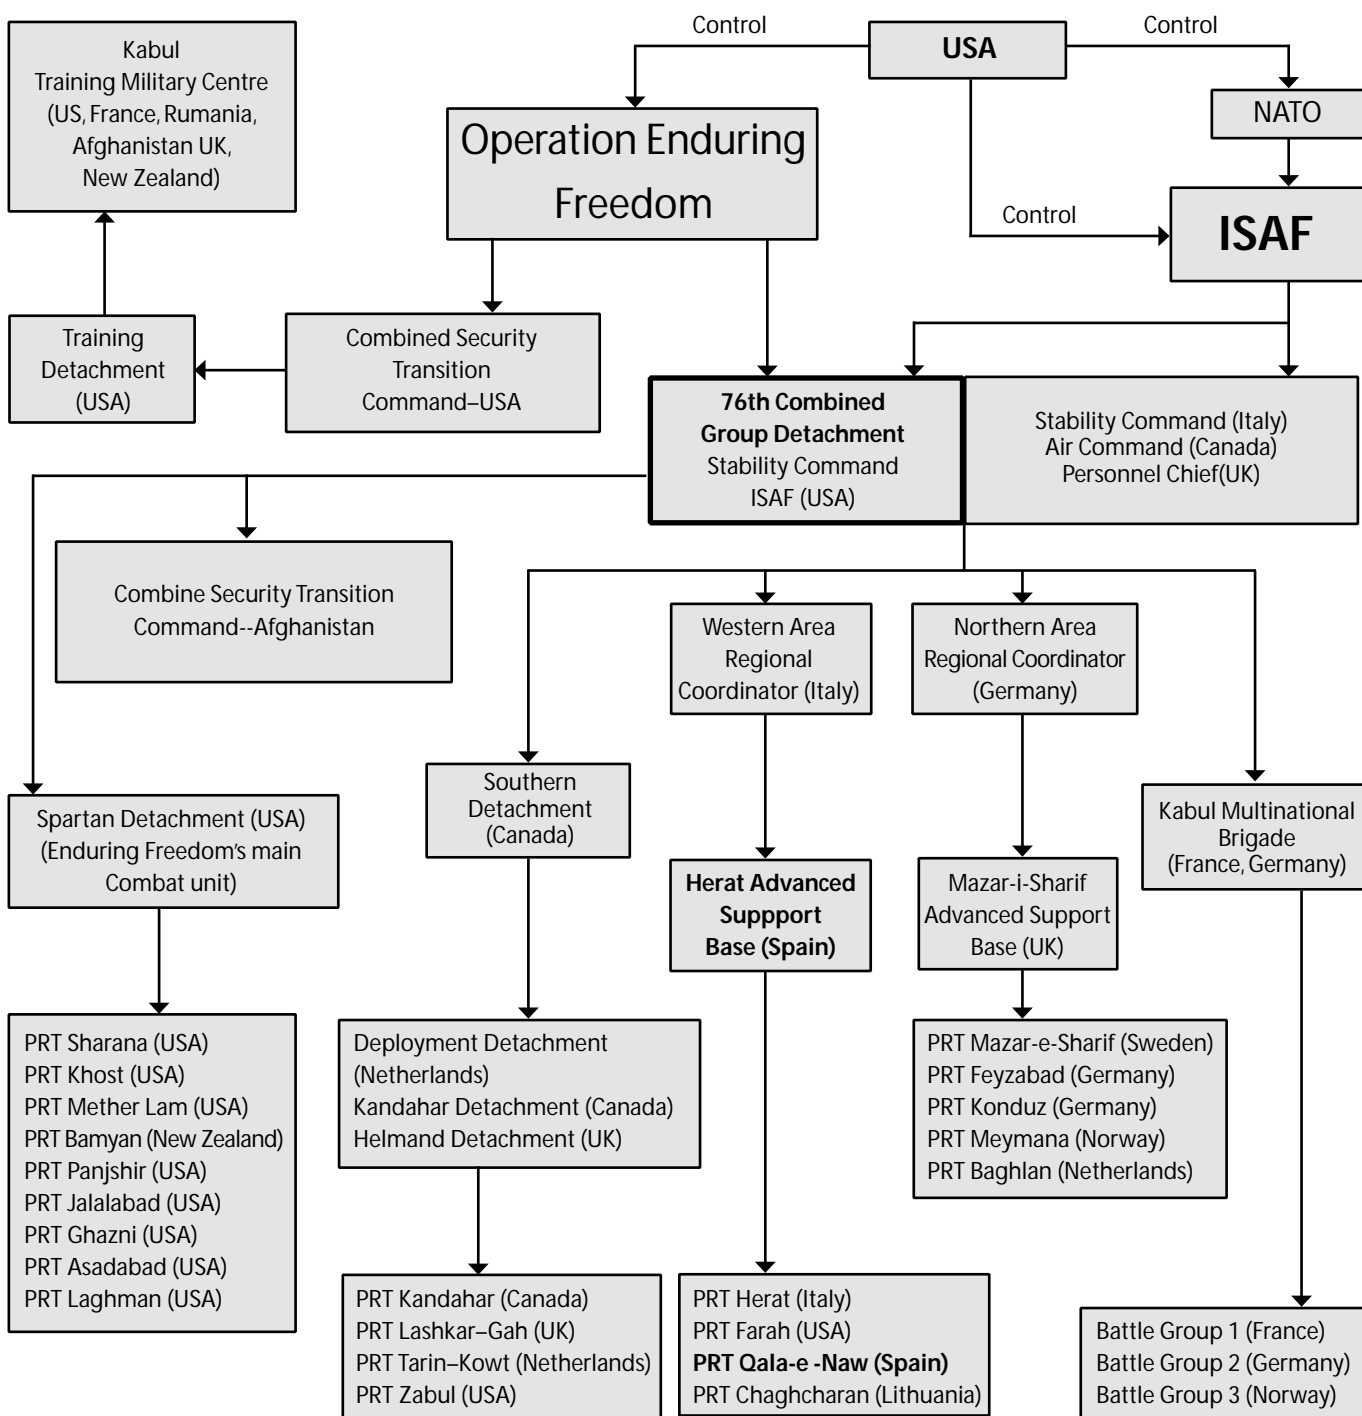 Control
USA
Control
Kabul
Training Military Centre
(US, France, Rumania,
Afghanistan UK,
New Zealand)
Operation Enduring
Freedom
NATO
Control
ISAF
Training
Detachment
(USA)
Combined Security
Transition
Command–USA
76th Combined
Group Detachment
Stability Command
ISAF (USA)
Stability Command (Italy)
Air Command (Canada)
Personnel Chief(UK)
Combine Security Transition
Command--Afghanistan
Western Area
Regional
Coordinator (Italy)
Northern Area
Regional Coordinator
(Germany)
Southern
Detachment
(Canada)
Spartan Detachment (USA)
(Enduring Freedom's main
Combat unit)
Kabul Multinational
Brigade
(France, Germany)
Herat Advanced
Suppport
Base (Spain)
Mazar-i-Sharif
Advanced Support
Base (UK)
PRT Sharana (USA)
PRT Khost (USA)
PRT Mether Lam (USA)
PRT Bamyan (New Zealand)
PRT Panjshir (USA)
PRT Jalalabad (USA)
PRT Ghazni (USA)
PRT Asadabad (USA)
PRT Laghman (USA)
Deployment Detachment
(Netherlands)
Kandahar Detachment (Canada)
Helmand Detachment (UK)
PRT Mazar-e-Sharif (Sweden)
PRT Feyzabad (Germany)
PRT Konduz (Germany)
PRT Meymana (Norway)
PRT Baghlan (Netherlands)
PRT Kandahar (Canada)
PRT Lashkar–Gah (UK)
PRT Tarin–Kowt (Netherlands)
PRT Zabul (USA)
PRT Herat (Italy)
PRT Farah (USA)
PRT Qala-e -Naw (Spain)
PRT Chaghcharan (Lithuania)
Battle Group 1 (France)
Battle Group 2 (Germany)
Battle Group 3 (Norway)